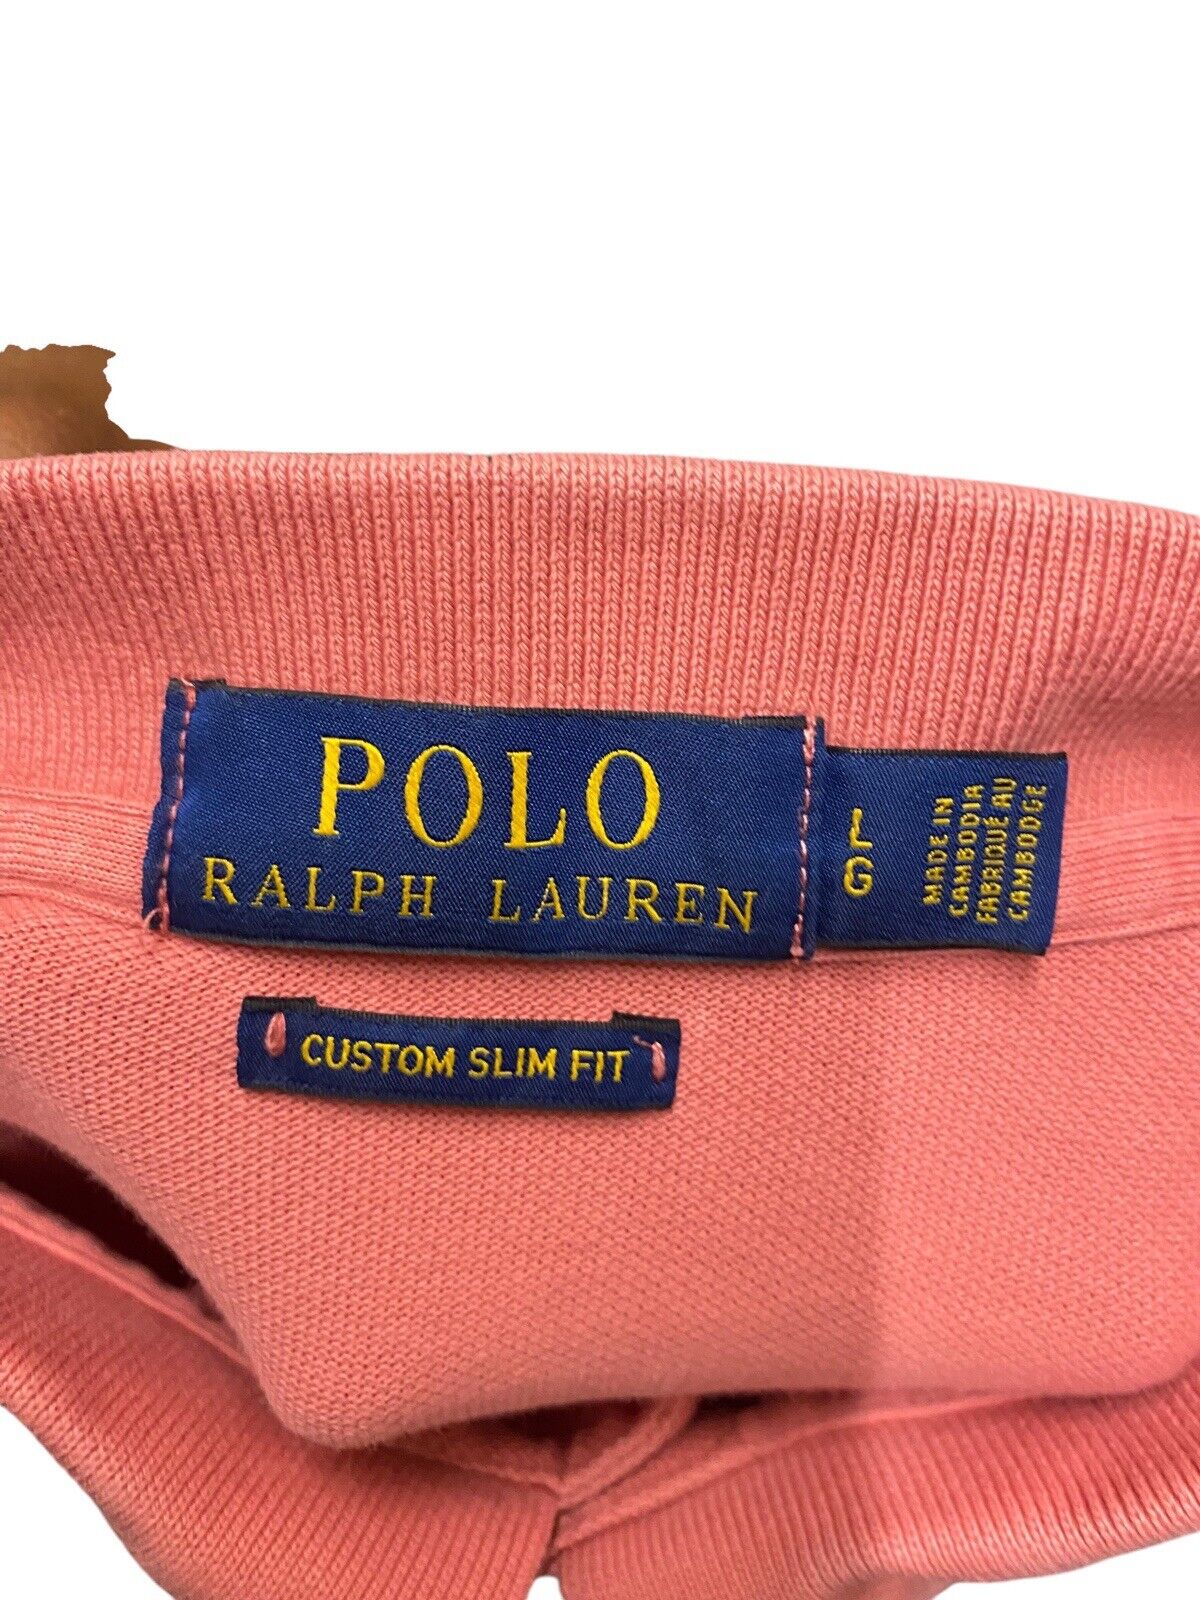 POLO
RALPH LAUREN
L
G
MADE IN
CAMBODIA
FABRIQUÉ AU
CAMBODGE
CUSTOM SLIM FIT